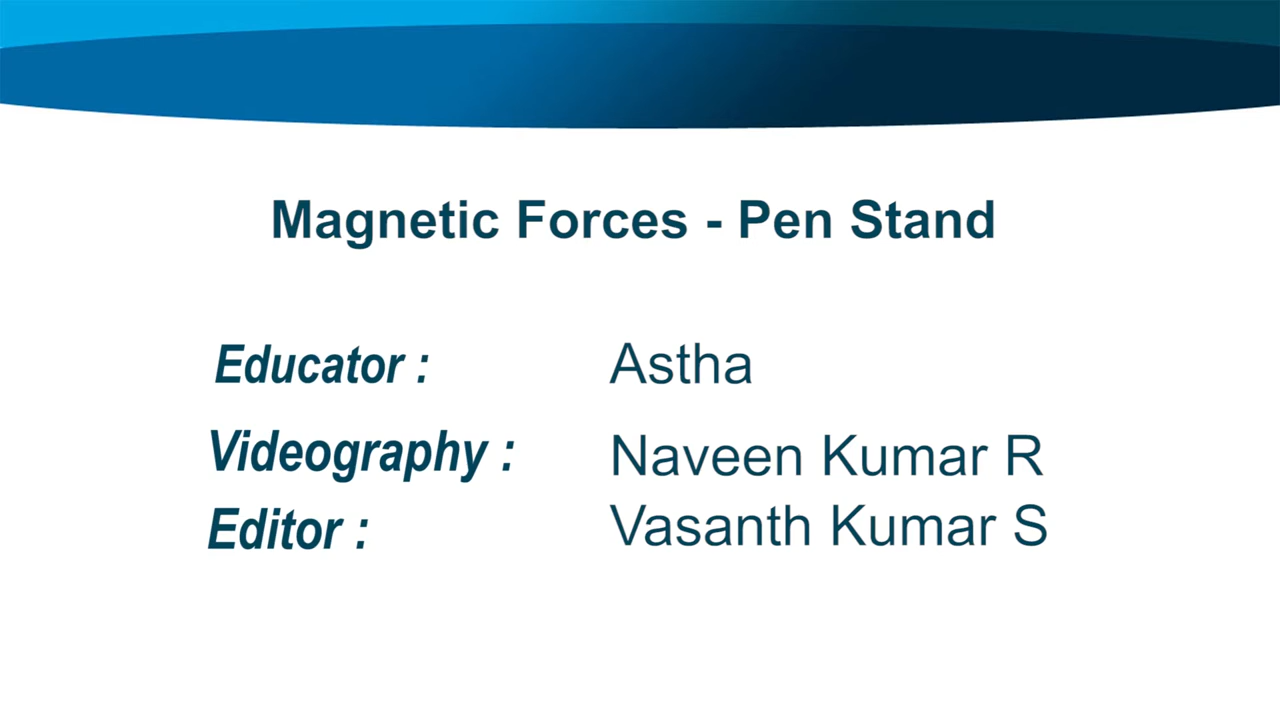 Magnetic Forces - Pen Stand
Educator : Astha
Videography : Naveen Kumar R
Editor : Vasanth Kumar S